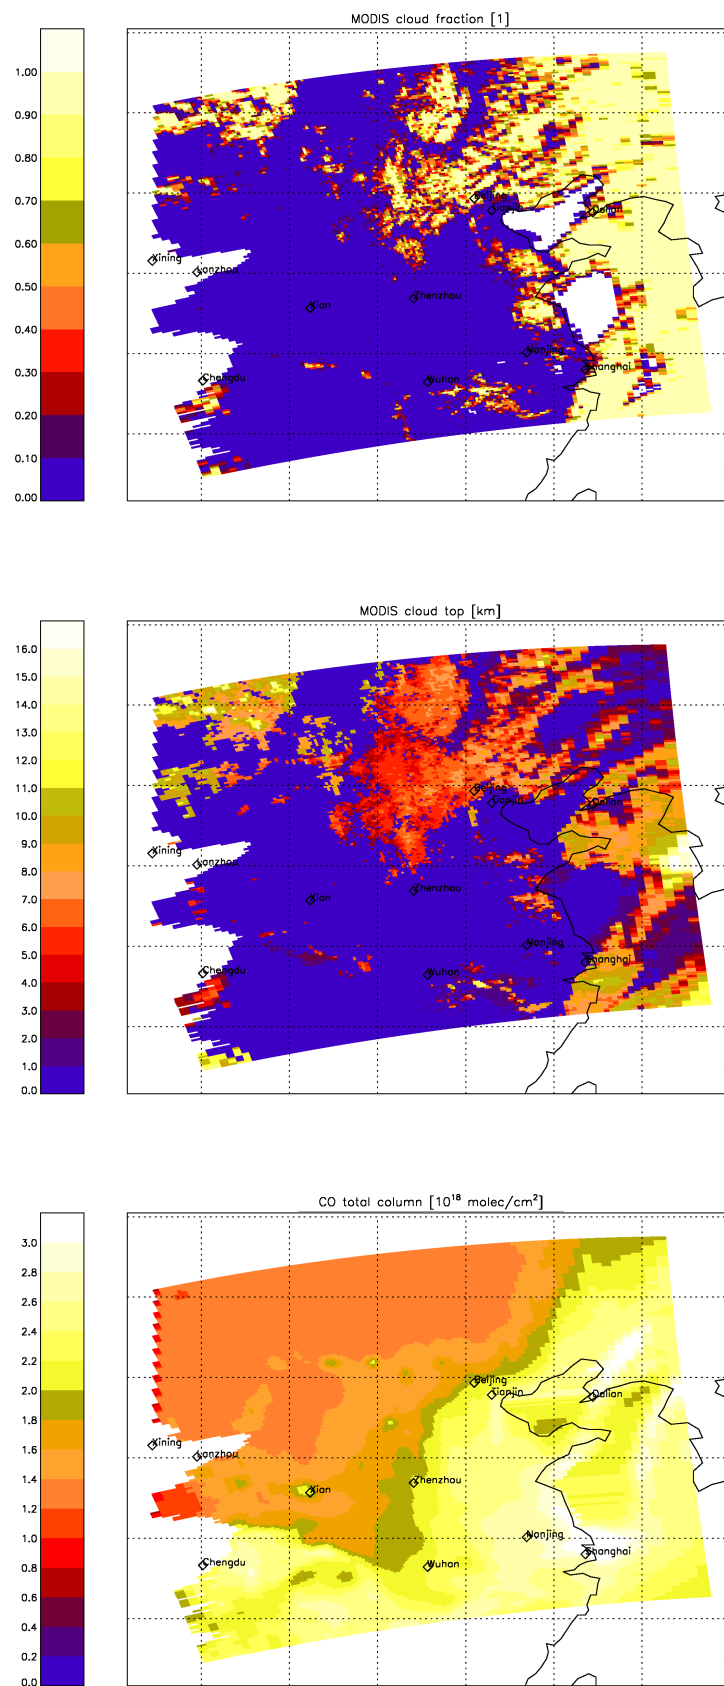 MODIS cloud fraction [1]
1.00
0.90
0.80
0.70
0.60
0.50
0.40
0.30
0.20
0.10
0.00
Beijing
Tianjin
Dalian
Xining
Lanzhou
Xian
Zhenzhou
Nanjing
Shanghai
Chengdu
Wuhan
MODIS cloud top [km]
16.0
15.0
14.0
13.0
12.0
11.0
10.0
9.0
8.0
7.0
6.0
5.0
4.0
3.0
2.0
1.0
0.0
Beijing
Tianjin
Dalian
Xining
Lanzhou
Xian
Zhenzhou
Nanjing
Shanghai
Chengdu
Wuhan
CO total column [10¹⁸ molec/cm²]
3.0
2.8
2.6
2.4
2.2
2.0
1.8
1.6
1.4
1.2
1.0
0.8
0.6
0.4
0.2
0.0
Beijing
Tianjin
Dalian
Xining
Lanzhou
Xian
Zhenzhou
Nanjing
Shanghai
Chengdu
Wuhan